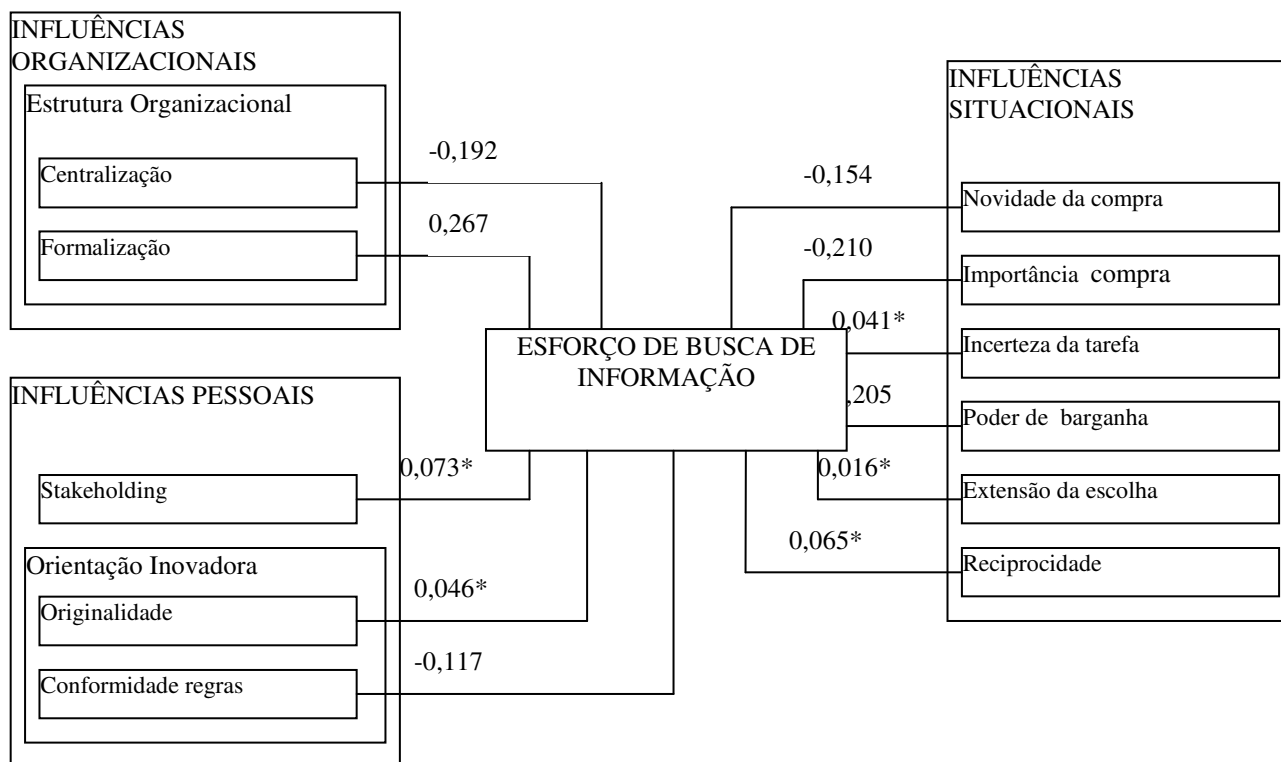 INFLUÊNCIAS
ORGANIZACIONAIS
Estrutura Organizacional
Centralização
-0,192
Formalização
0,267
INFLUÊNCIAS PESSOAIS
Stakeholding
0,073*
Orientação Inovadora
Originalidade
0,046*
Conformidade regras
-0,117
ESFORÇO DE BUSCA DE
INFORMAÇÃO
INFLUÊNCIAS
SITUACIONAIS
-0,154
Novidade da compra
-0,210
Importância compra
0,041*
Incerteza da tarefa
,205
Poder de barganha
0,016*
Extensão da escolha
0,065*
Reciprocidade